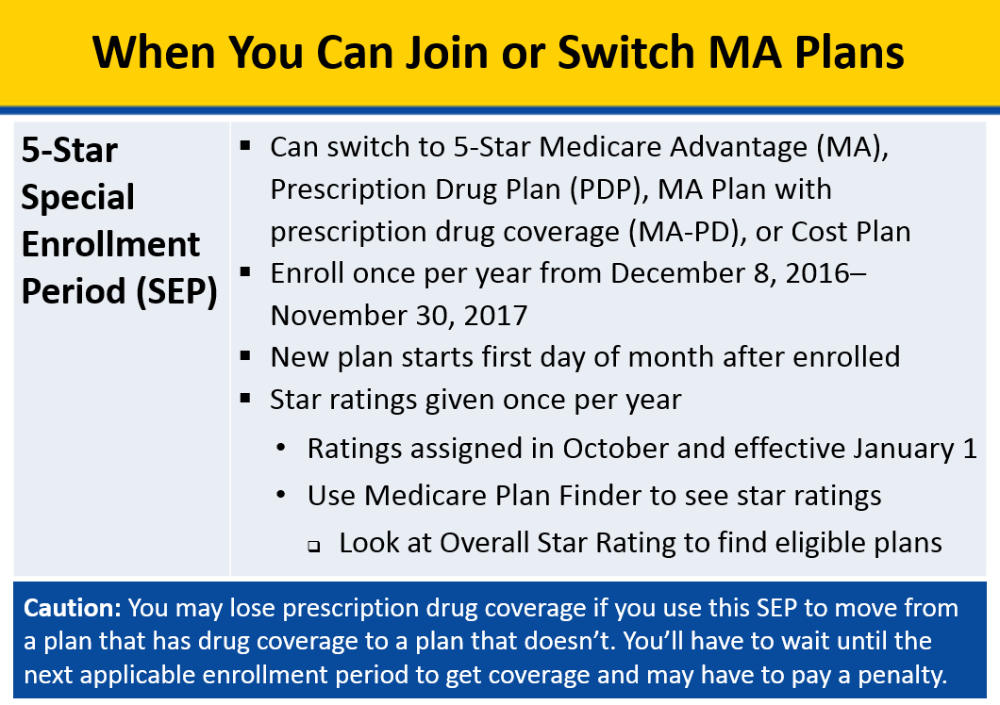 When You Can Join or Switch MA Plans
5-Star
Special
Enrollment
Period (SEP)
▪ Can switch to 5-Star Medicare Advantage (MA),
Prescription Drug Plan (PDP), MA Plan with
prescription drug coverage (MA-PD), or Cost Plan
▪ Enroll once per year from December 8, 2016–
November 30, 2017
▪ New plan starts first day of month after enrolled
▪ Star ratings given once per year
• Ratings assigned in October and effective January 1
• Use Medicare Plan Finder to see star ratings
❑ Look at Overall Star Rating to find eligible plans
Caution: You may lose prescription drug coverage if you use this SEP to move from
a plan that has drug coverage to a plan that doesn’t. You’ll have to wait until the
next applicable enrollment period to get coverage and may have to pay a penalty.